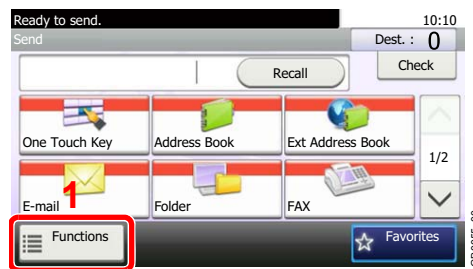 Ready to send. 10:10
Send Dest. : 0
Recall Check
One Touch Key Address Book Ext Address Book
1/2
E-mail 1 Folder FAX
Functions Favorites